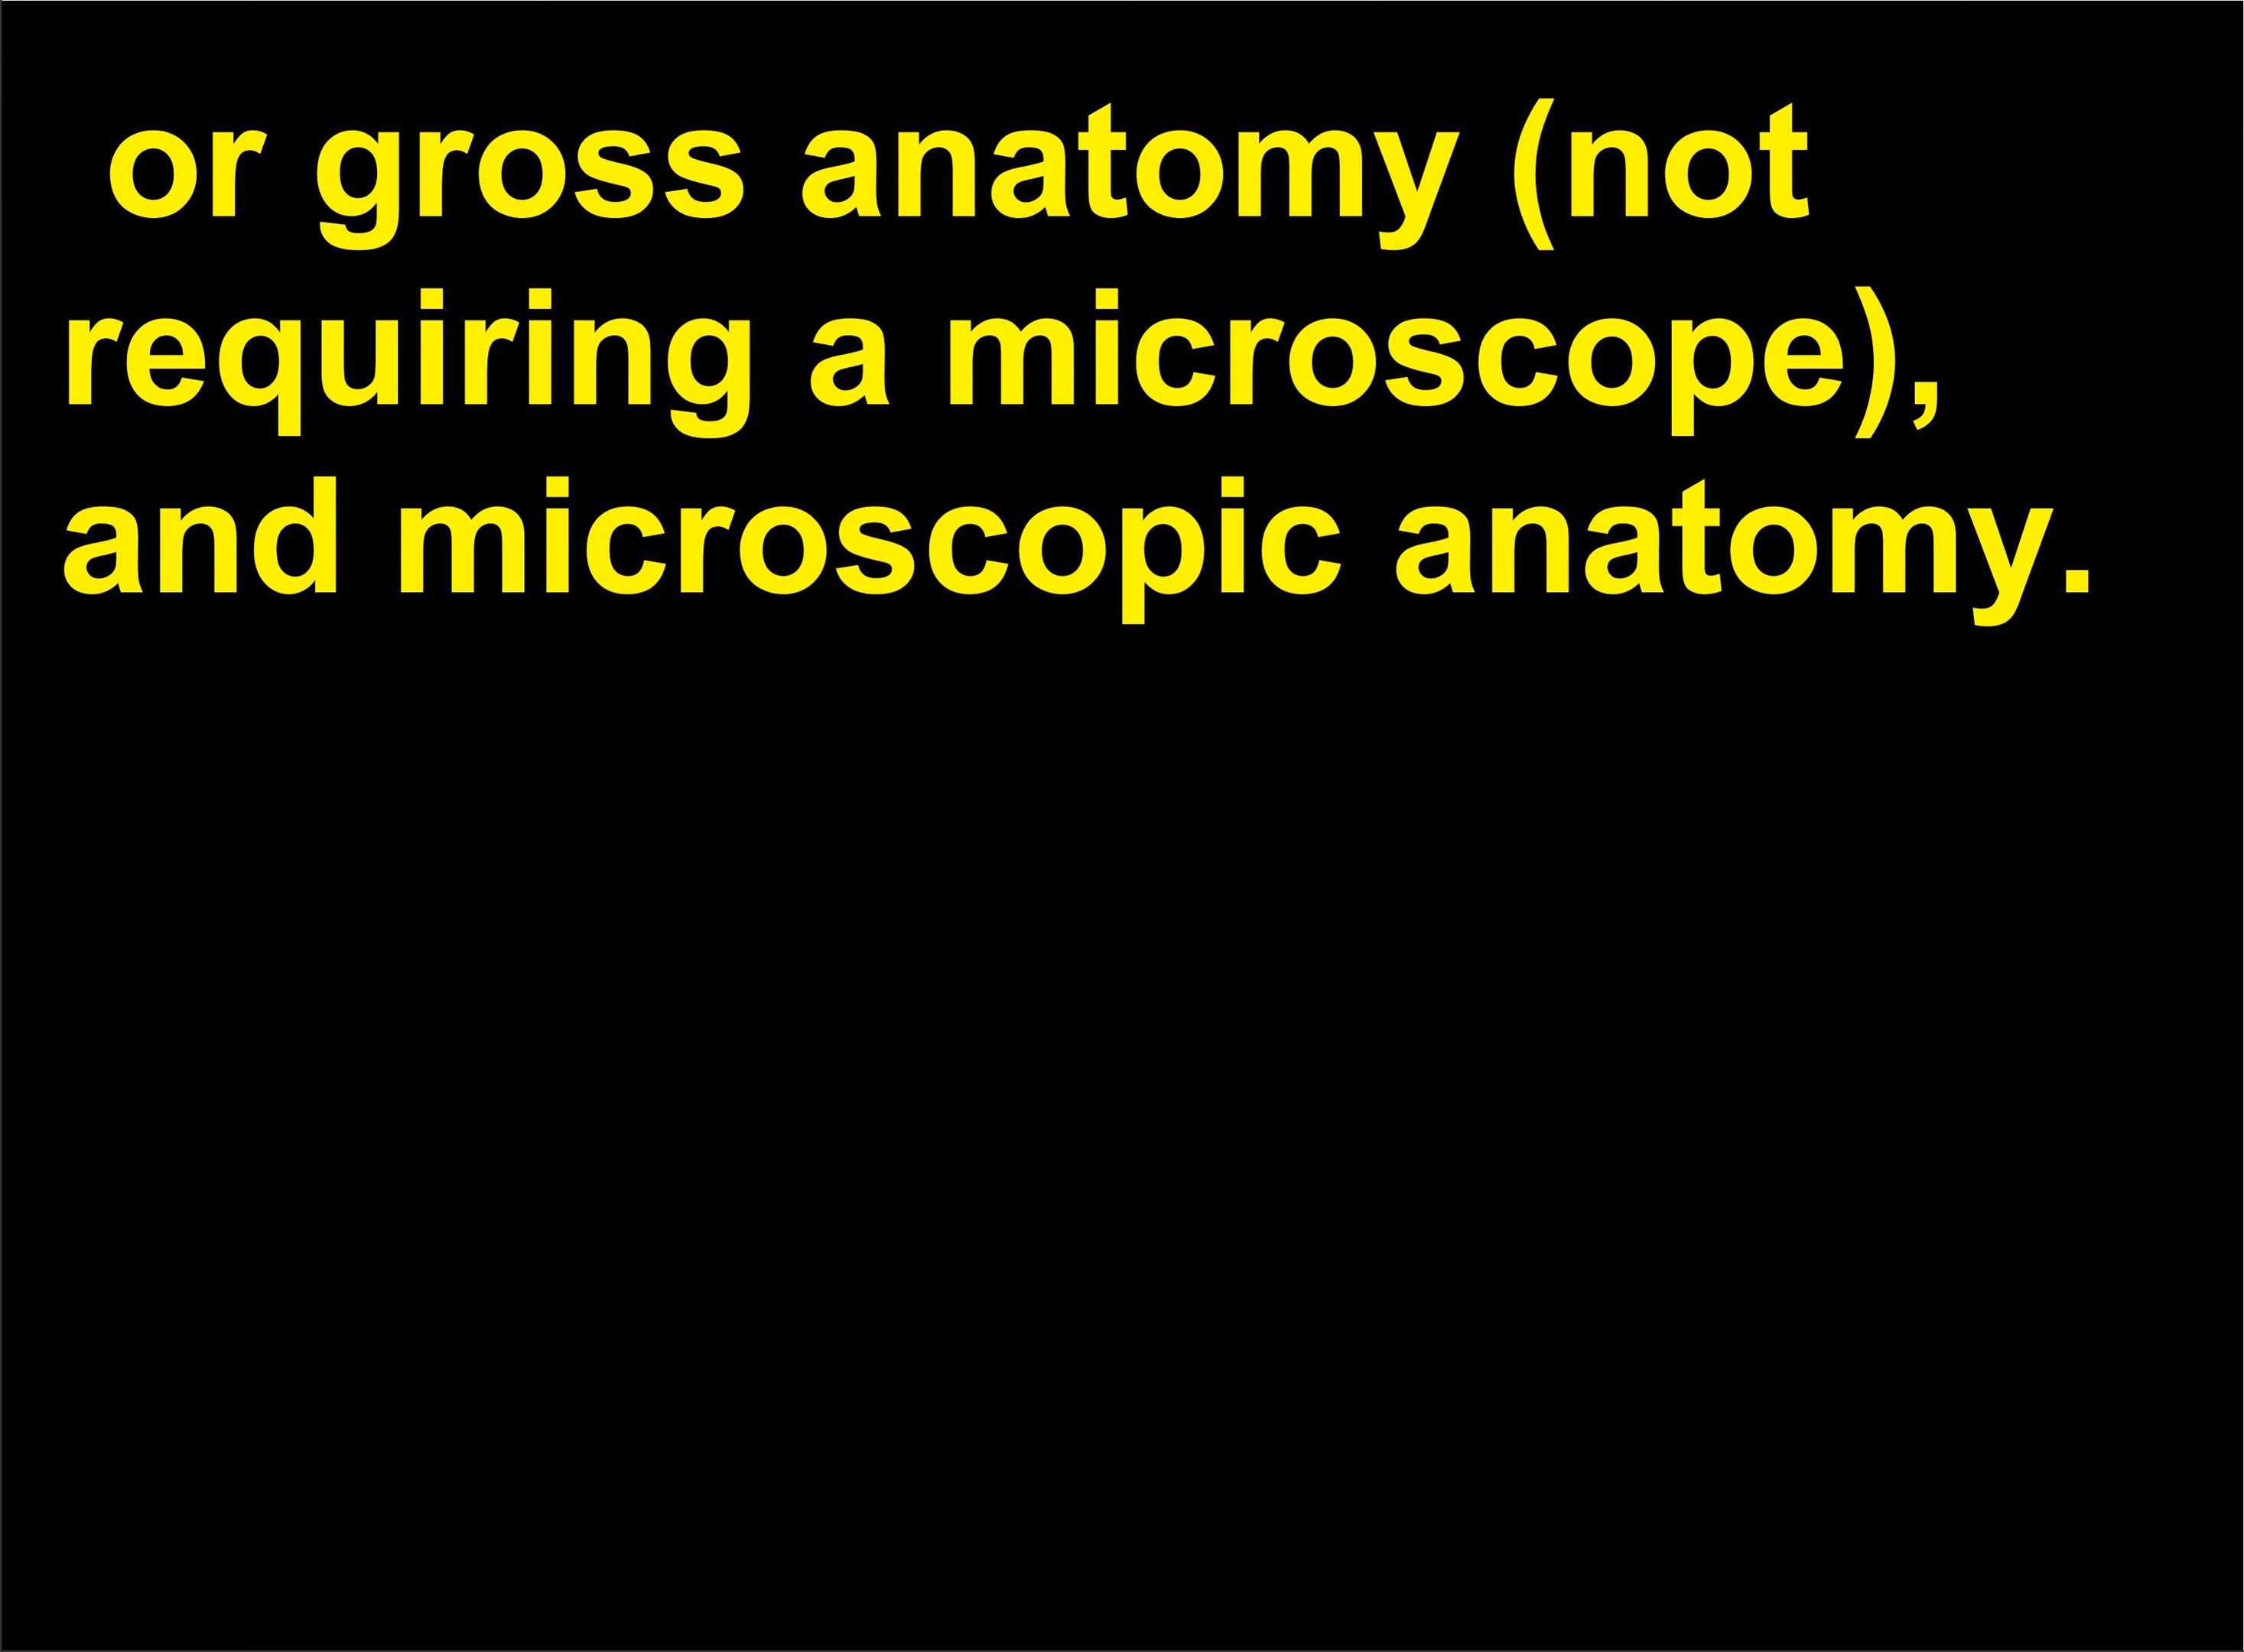 or gross anatomy (not
requiring a microscope),
and microscopic anatomy.